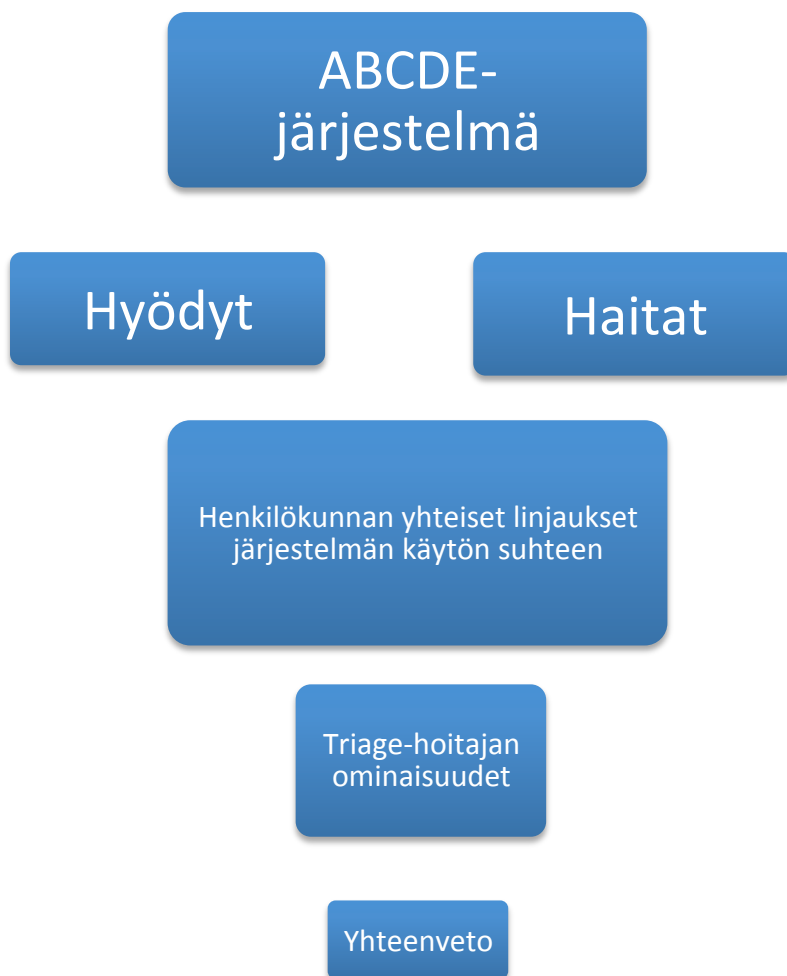 ABCDE-
järjestelmä
Hyödyt
Haitat
Henkilökunnan yhteiset linjaukset
järjestelmän käytön suhteen
Triage-hoitajan
ominaisuudet
Yhteenveto